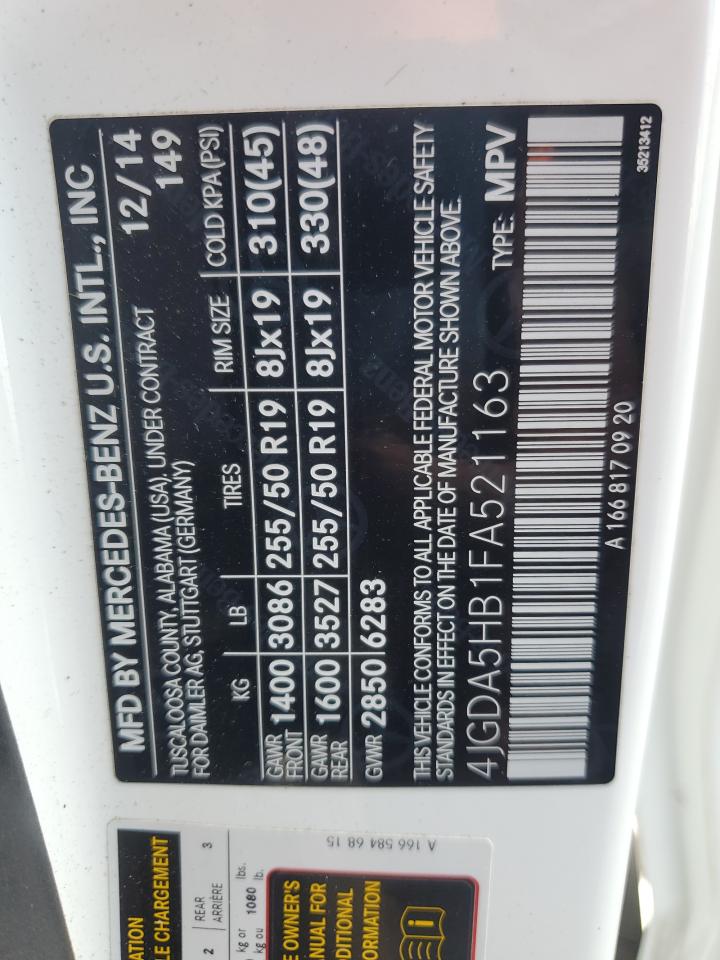 MFD BY MERCEDES-BENZ U.S. INTL., INC
TUSCALOOSA COUNTY, ALABAMA (USA), UNDER CONTRACT 12/14
FOR DAIMLER AG, STUTTGART (GERMANY) 149
KG LB TIRES RIM SIZE COLD KPA(PSI)
GAWR FRONT 1400 3086 255/50 R19 8Jx19 310(45)
GAWR REAR 1600 3527 255/50 R19 8Jx19 330(48)
GVWR 2850 6283
THIS VEHICLE CONFORMS TO ALL APPLICABLE FEDERAL MOTOR VEHICLE SAFETY
STANDARDS IN EFFECT ON THE DATE OF MANUFACTURE SHOWN ABOVE.
4JGDA5HB1FA521163 TYPE: MPV
A 166 817 09 20
35213412
LE CHARGEMENT
2 REAR 3
ARRIÈRE
kg or 1080 lbs.
kg ou lb.
OWNER'S
FOR
A 166 584 68 15